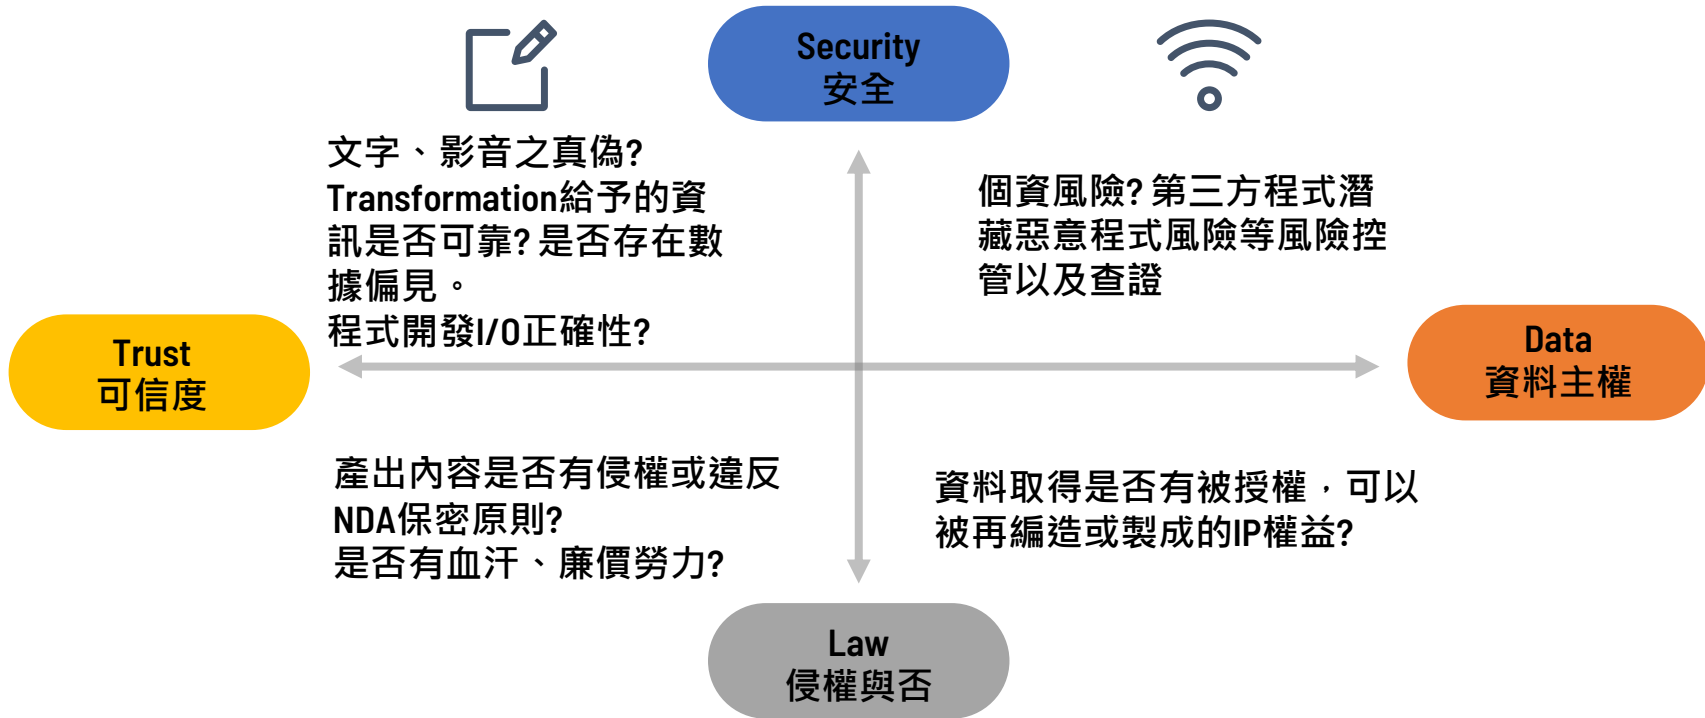 Security
安全
文字、影音之真偽?
Transformation給予的資
訊是否可靠? 是否存在數
據偏見。
程式開發I/O正確性?
個資風險? 第三方程式潛
藏惡意程式風險等風險控
管以及查證
Trust
可信度
Data
資料主權
產出內容是否有侵權或違反
NDA保密原則?
是否有血汗、廉價勞力?
資料取得是否有被授權，可以
被再編造或製成的IP權益?
Law
侵權與否